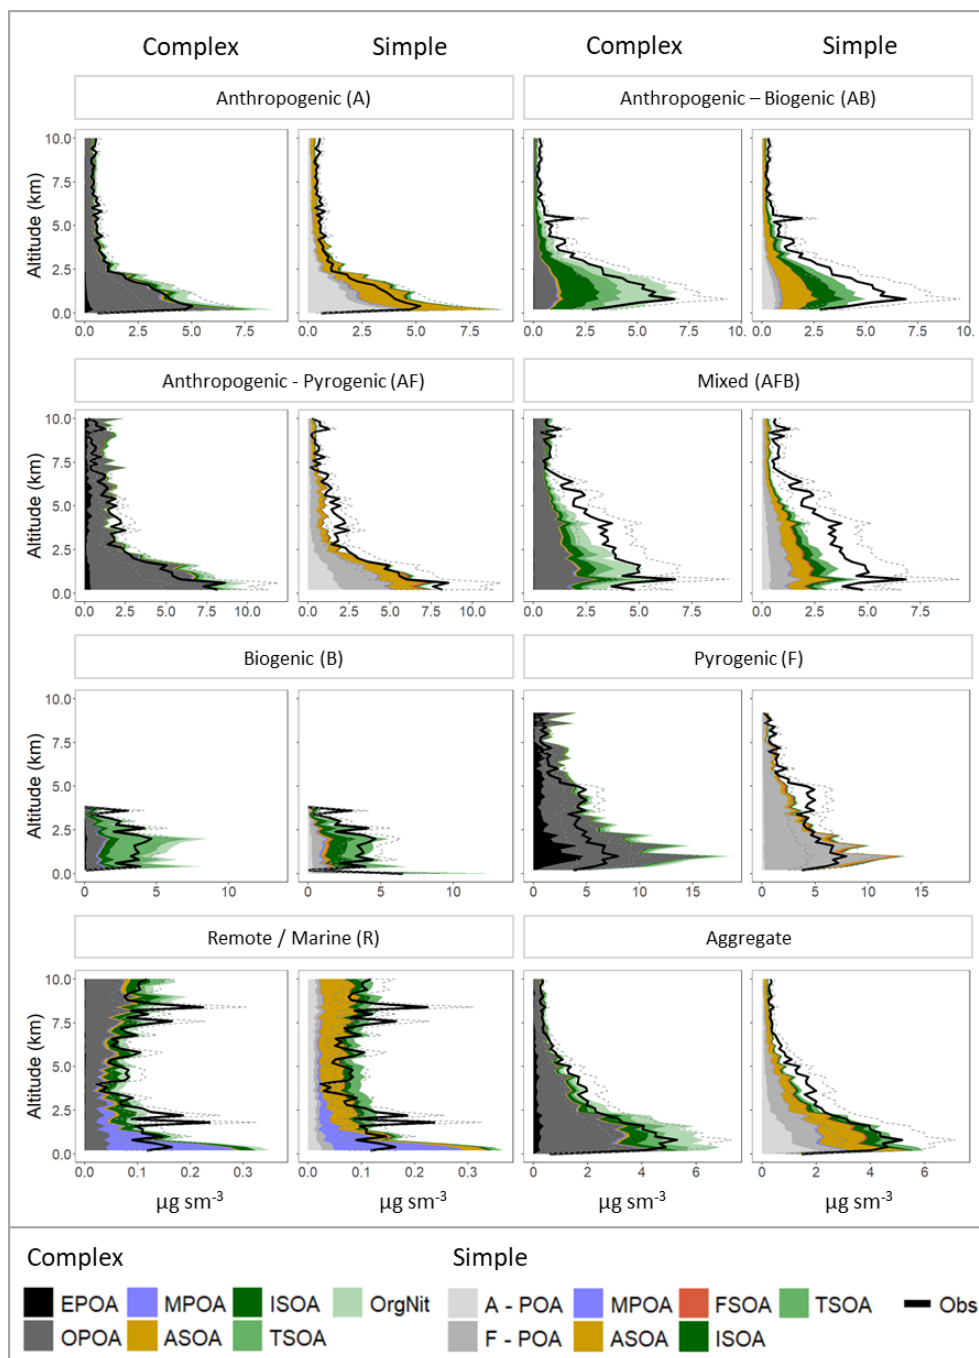 Complex Simple Complex Simple
Anthropogenic (A) Anthropogenic – Biogenic (AB)
Altitude (km)
10.0
7.5
5.0
2.5
0.0
0.0 2.5 5.0 7.5 0.0 2.5 5.0 7.5 0.0 2.5 5.0 7.5 10. 0.0 2.5 5.0 7.5 10.
Anthropogenic - Pyrogenic (AF) Mixed (AFB)
Altitude (km)
10.0
7.5
5.0
2.5
0.0
0.0 2.5 5.0 7.5 10.0 0.0 2.5 5.0 7.5 10.0 0.0 2.5 5.0 7.5 0.0 2.5 5.0 7.5
Biogenic (B) Pyrogenic (F)
Altitude (km)
10.0
7.5
5.0
2.5
0.0
0 5 10 0 5 10 0 5 10 15 0 5 10 15
Remote / Marine (R) Aggregate
Altitude (km)
10.0
7.5
5.0
2.5
0.0
0.0 0.1 0.2 0.3 0.0 0.1 0.2 0.3 0 2 4 6 0 2 4 6
µg sm-3 µg sm-3 µg sm-3 µg sm-3
Complex Simple
EPOA MPOA ISOA OrgNit A - POA MPOA FSOA TSOA Obs
OPOA ASOA TSOA F - POA ASOA ISOA